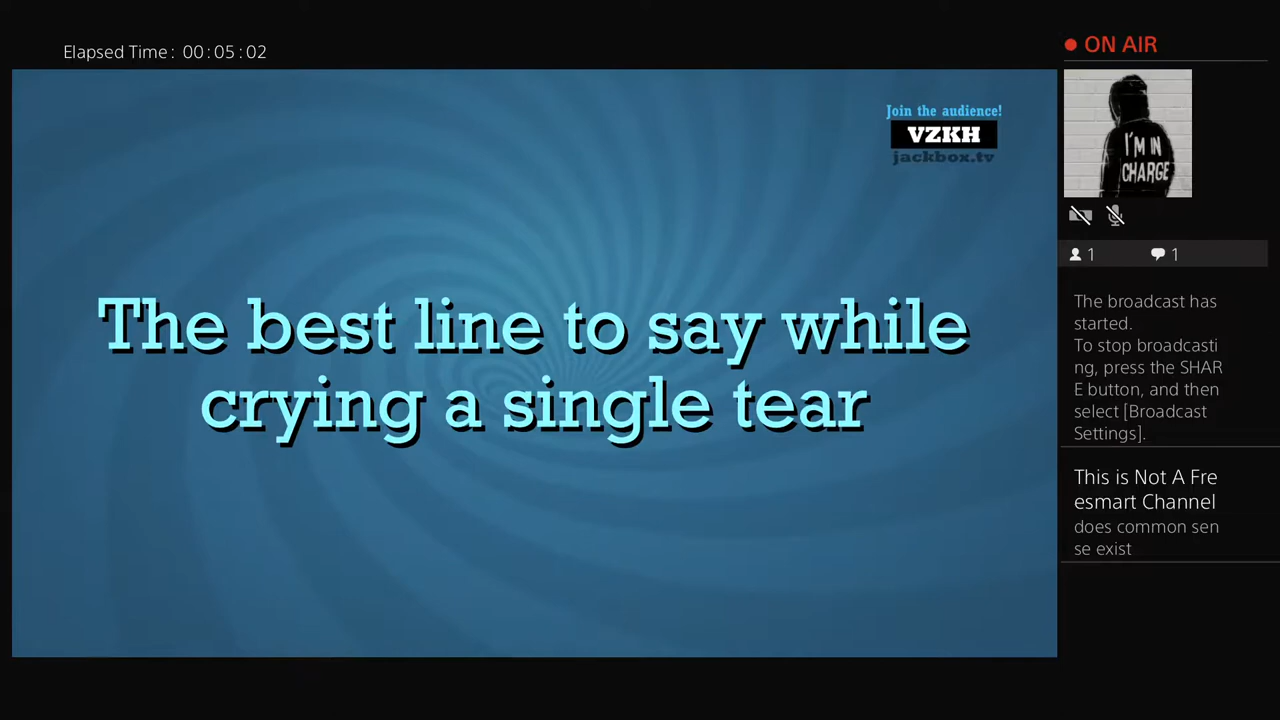 Elapsed Time: 00:05:02
ON AIR
Join the audience!
VZKH
jackbox.tv
I'M IN
CHARGE
1
1
The best line to say while
crying a single tear
The broadcast has
started.
To stop broadcasti
ng, press the SHAR
E button, and then
select [Broadcast
Settings].
This is Not A Fre
esmart Channel
does common sen
se exist